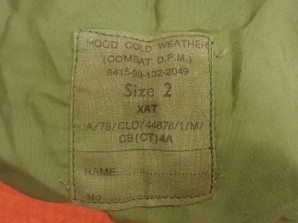 HOOD COLD WEATHER
(COMBAT D.P.M.)
8415-99-132-2049
Size 2
XAT
A/78/CLO/44678/1/M/
CB(CT)4A
NAME
No.